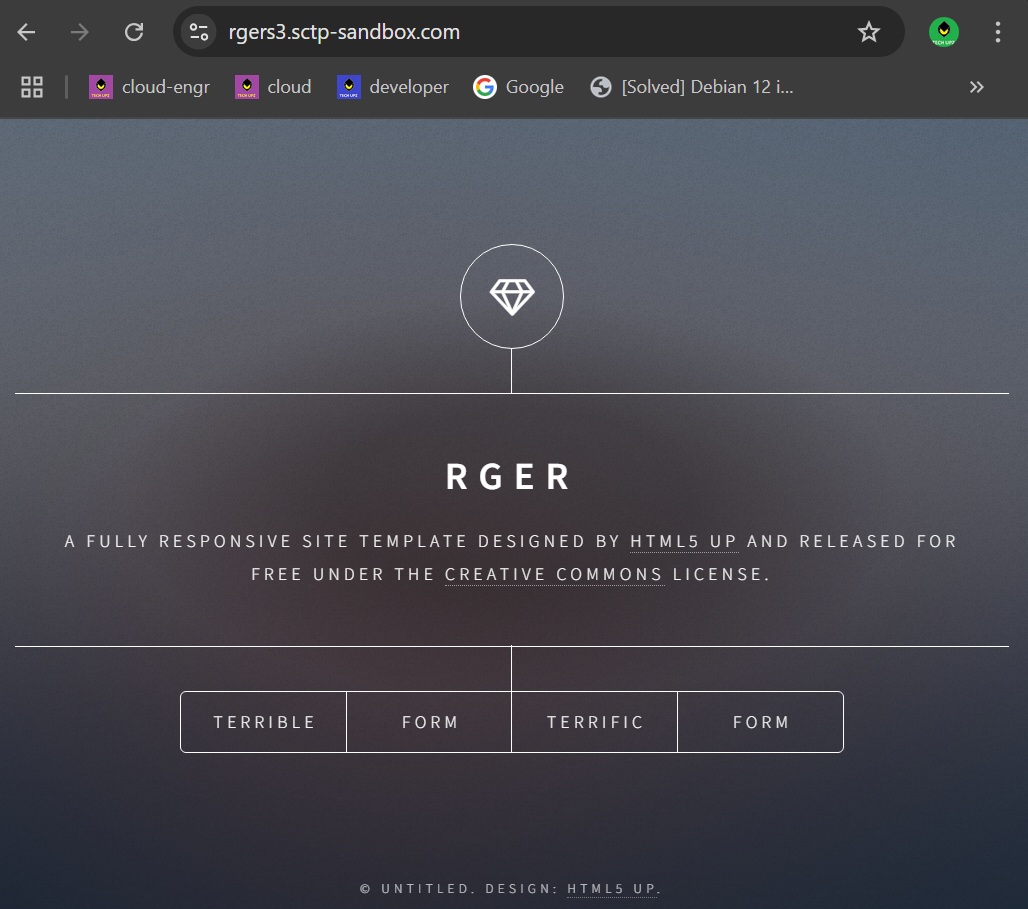 rgers3.sctp-sandbox.com
cloud-engr cloud developer Google [Solved] Debian 12 i...
RGER
A FULLY RESPONSIVE SITE TEMPLATE DESIGNED BY HTML5 UP AND RELEASED FOR
FREE UNDER THE CREATIVE COMMONS LICENSE.
TERRIBLE FORM TERRIFIC FORM
© UNTITLED. DESIGN: HTML5 UP.